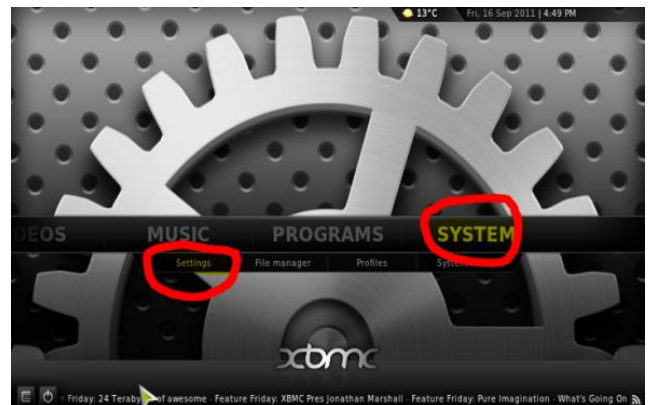 13°C Fri, 16 Sep 2011 | 4:49 PM
DEOS MUSIC PROGRAMS SYSTEM
Settings File manager Profiles
xbmc
Friday: 24 of awesome - Feature Friday: XBMC Pres Jonathan Marshall - Feature Friday: Pure Imagination - What's Going On